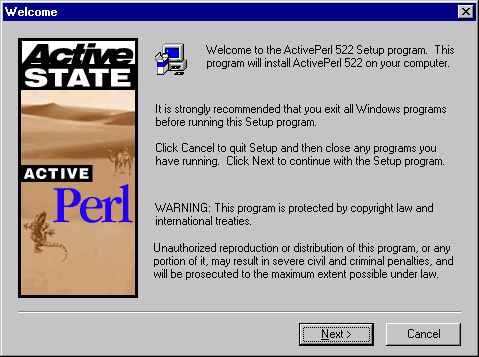 Welcome
Active
STATE
ACTIVE
Perl
Welcome to the ActivePerl 522 Setup program. This
program will install ActivePerl 522 on your computer.
It is strongly recommended that you exit all Windows programs
before running this Setup program.
Click Cancel to quit Setup and then close any programs you
have running. Click Next to continue with the Setup program.
WARNING: This program is protected by copyright law and
international treaties.
Unauthorized reproduction or distribution of this program, or any
portion of it, may result in severe civil and criminal penalties, and
will be prosecuted to the maximum extent possible under law.
Next >
Cancel